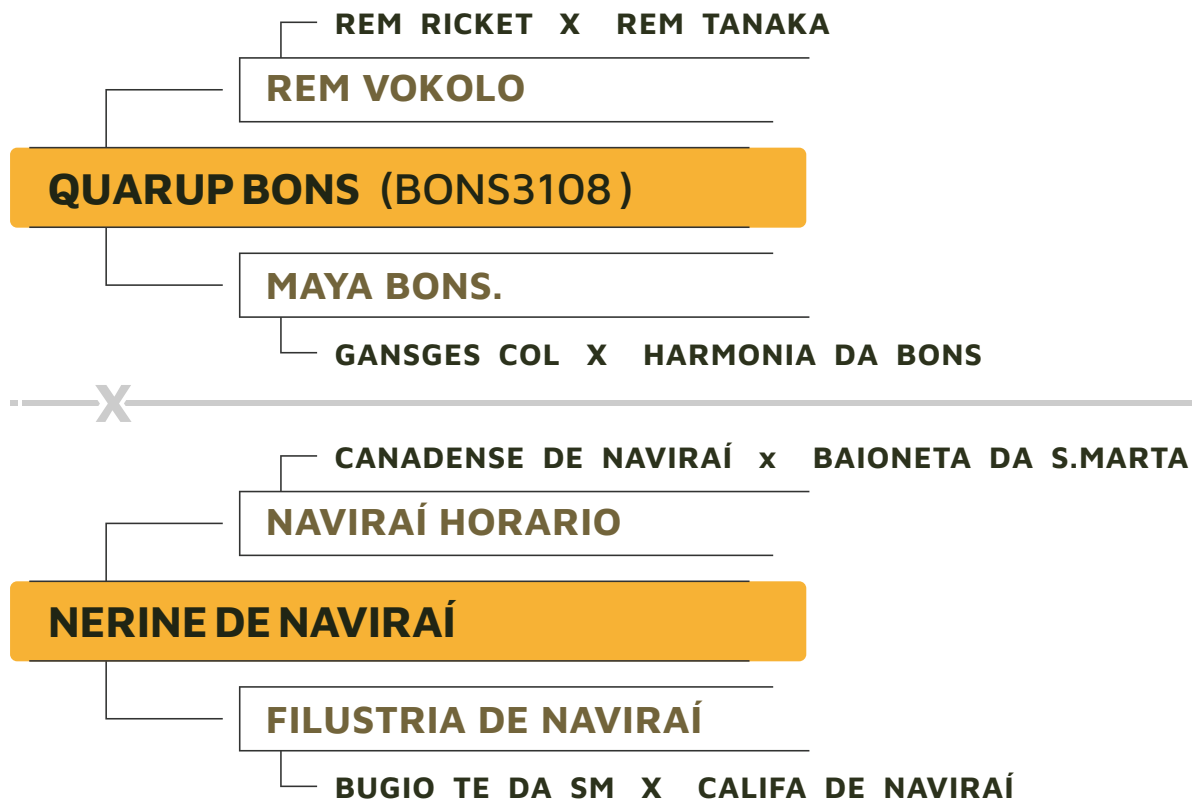 REM RICKET X REM TANAKA
REM VOKOLO
QUARUP BONS (BONS3108)
MAYA BONS.
GANSGES COL X HARMONIA DA BONS
X
CANADENSE DE NAVIRAÍ x BAIONETA DA S.MARTA
NAVIRAÍ HORARIO
NERINE DE NAVIRAÍ
FILUSTRIA DE NAVIRAÍ
BUGIO TE DA SM X CALIFA DE NAVIRAÍ